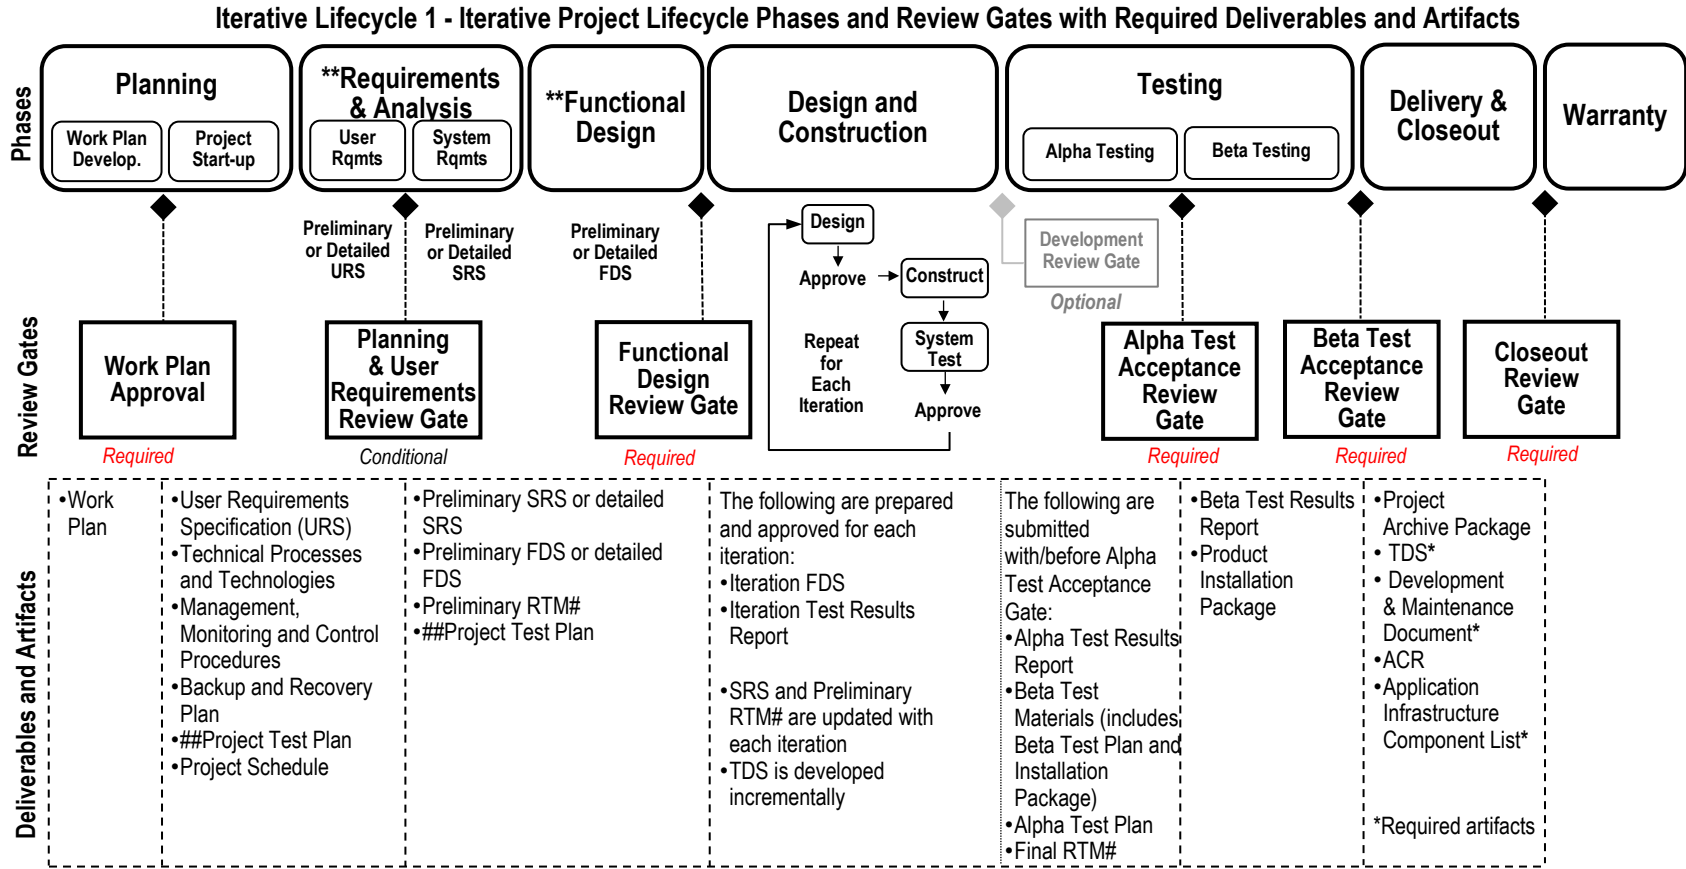 Iterative Lifecycle 1 - Iterative Project Lifecycle Phases and Review Gates with Required Deliverables and Artifacts
Phases
Planning
Work Plan
Develop.
Project
Start-up
**Requirements
& Analysis
User
Rqmts
System
Rqmts
**Functional
Design
Design and
Construction
Testing
Alpha Testing
Beta Testing
Delivery &
Closeout
Warranty
Review Gates
Preliminary
or Detailed
URS
Preliminary
or Detailed
SRS
Preliminary
or Detailed
FDS
Design
Approve
Construct
System
Test
Approve
Repeat
for
Each
Iteration
Development
Review Gate
Optional
Work Plan
Approval
Required
Planning
& User
Requirements
Review Gate
Conditional
Functional
Design
Review Gate
Required
Alpha Test
Acceptance
Review
Gate
Required
Beta Test
Acceptance
Review
Gate
Required
Closeout
Review
Gate
Required
Deliverables and Artifacts
•Work
Plan
•User Requirements
Specification (URS)
•Technical Processes
and Technologies
•Management,
Monitoring and Control
Procedures
•Backup and Recovery
Plan
•##Project Test Plan
•Project Schedule
•Preliminary SRS or detailed
SRS
•Preliminary FDS or detailed
FDS
•Preliminary RTM#
•##Project Test Plan
The following are prepared
and approved for each
iteration:
•Iteration FDS
•Iteration Test Results
Report
•SRS and Preliminary
RTM# are updated with
each iteration
•TDS is developed
incrementally
The following are
submitted
with/before Alpha
Test Acceptance
Gate:
•Alpha Test Results
Report
•Beta Test
Materials (includes
Beta Test Plan and
Installation
Package)
•Alpha Test Plan
•Final RTM#
•Beta Test Results
Report
•Product
Installation
Package
•Project
Archive Package
• TDS*
• Development
& Maintenance
Document*
•ACR
•Application
Infrastructure
Component List*
*Required artifacts